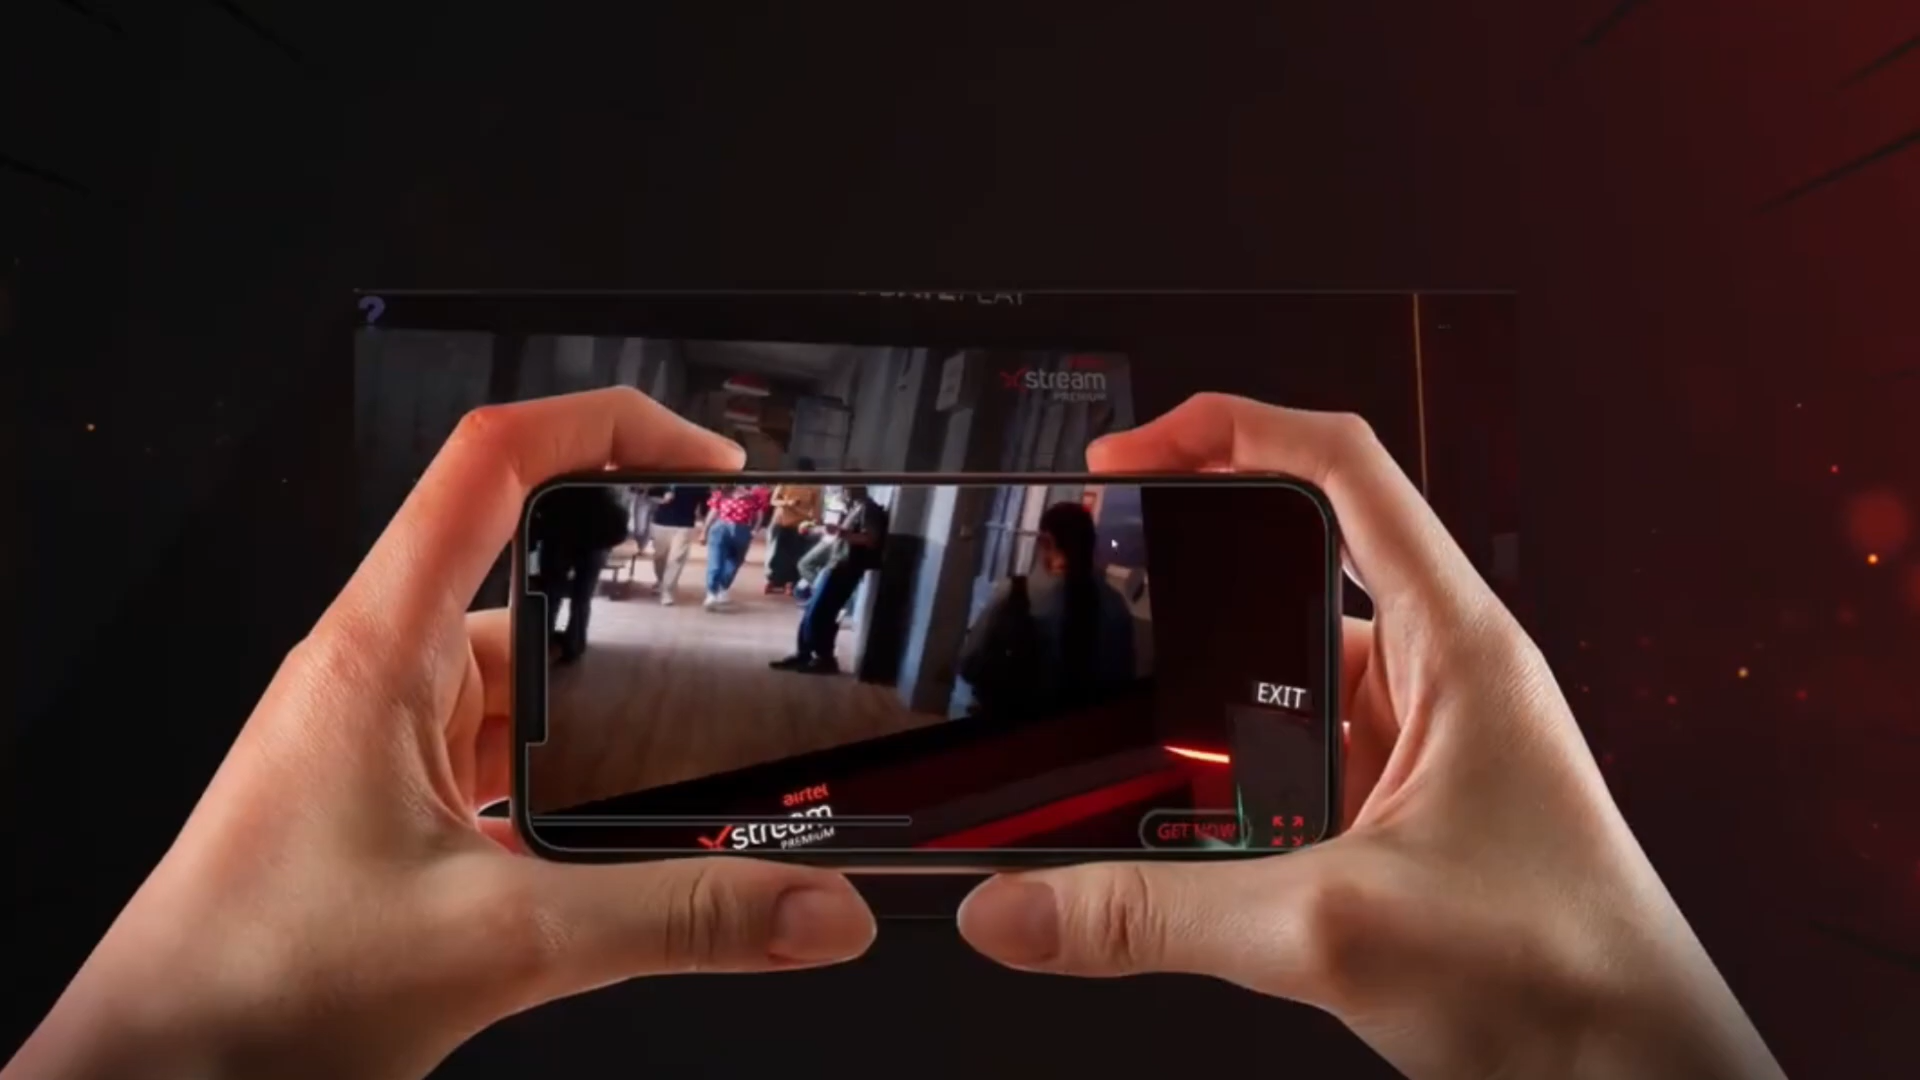 ?
stream
PREMIUM
EXIT
airtel
stream
PREMIUM
GET NOW